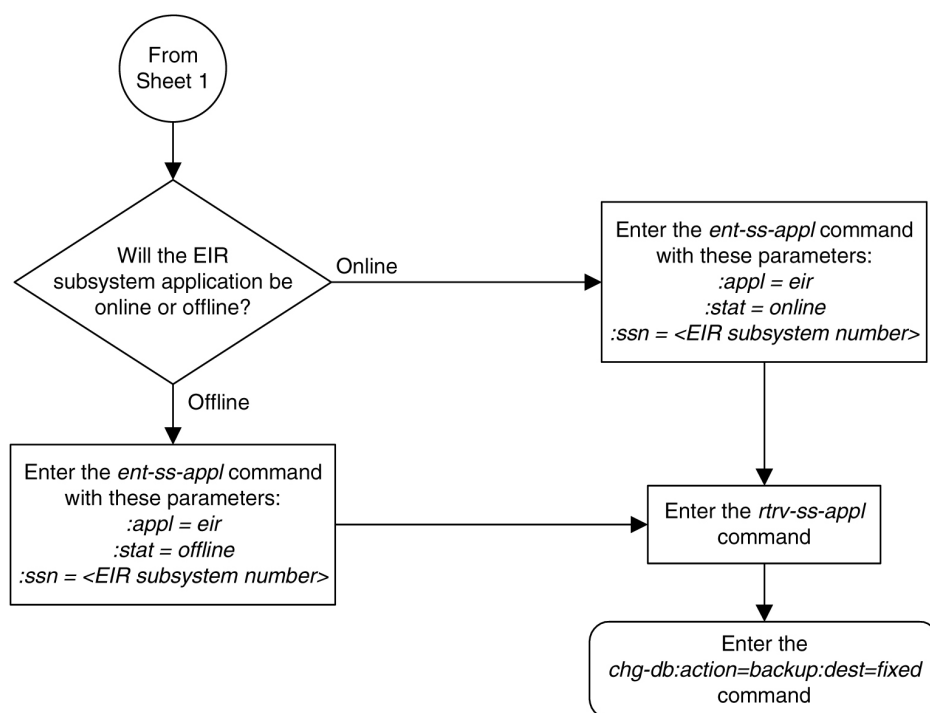 From
Sheet 1
Will the EIR
subsystem application be
online or offline?
Online
Enter the ent-ss-appl command
with these parameters:
:appl = eir
:stat = online
:ssn = <EIR subsystem number>
Offline
Enter the ent-ss-appl command
with these parameters:
:appl = eir
:stat = offline
:ssn = <EIR subsystem number>
Enter the rtrv-ss-appl
command
Enter the
chg-db:action=backup:dest=fixed
command